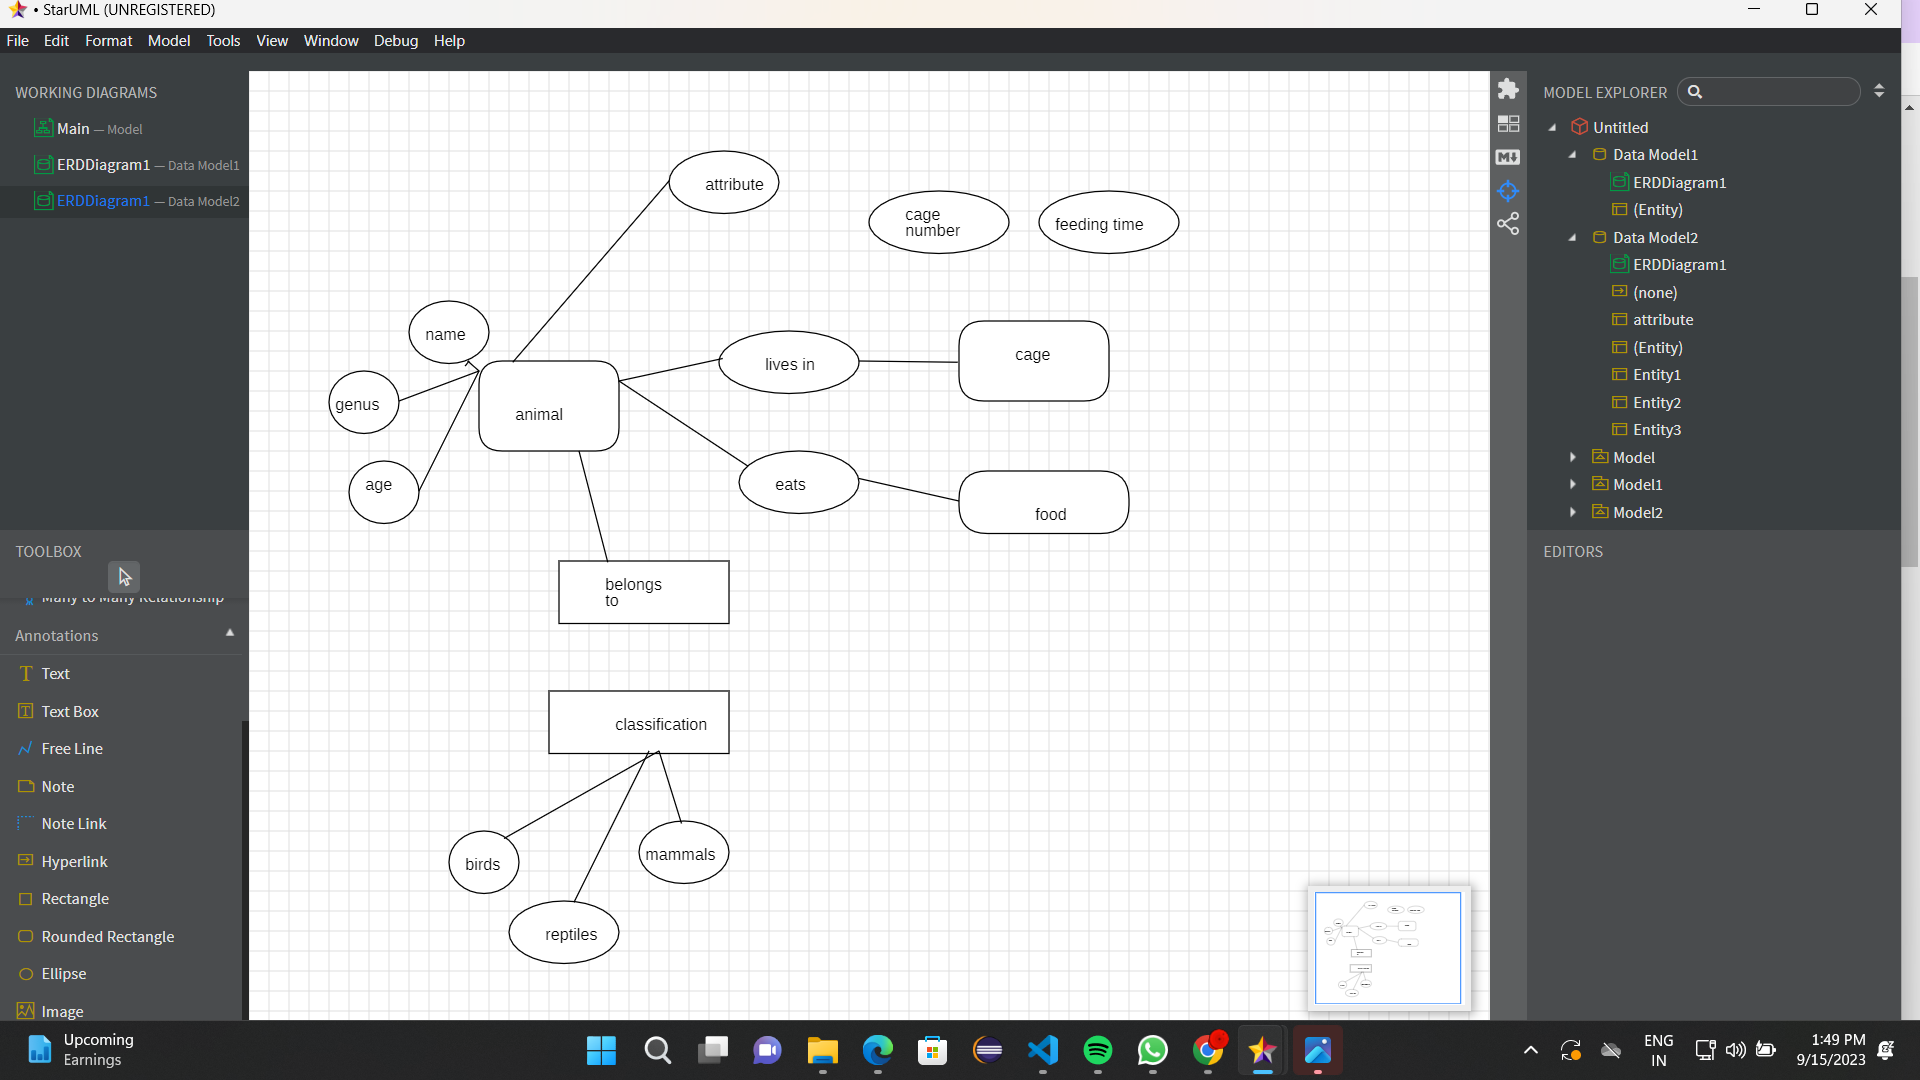 • StarUML (UNREGISTERED)
File Edit Format Model Tools View Window Debug Help
WORKING DIAGRAMS
Main — Model
ERDDiagram1 — Data Model1
ERDDiagram1 — Data Model2
TOOLBOX
Many to Many Relationship
Annotations
Text
Text Box
Free Line
Note
Note Link
Hyperlink
Rectangle
Rounded Rectangle
Ellipse
Image
attribute
cage
number
feeding time
name
lives in
cage
genus
animal
age
eats
food
belongs
to
classification
birds
mammals
reptiles
MODEL EXPLORER
Untitled
Data Model1
ERDDiagram1
(Entity)
Data Model2
ERDDiagram1
(none)
attribute
(Entity)
Entity1
Entity2
Entity3
Model
Model1
Model2
EDITORS
Upcoming
Earnings
ENG
IN
1:49 PM
9/15/2023